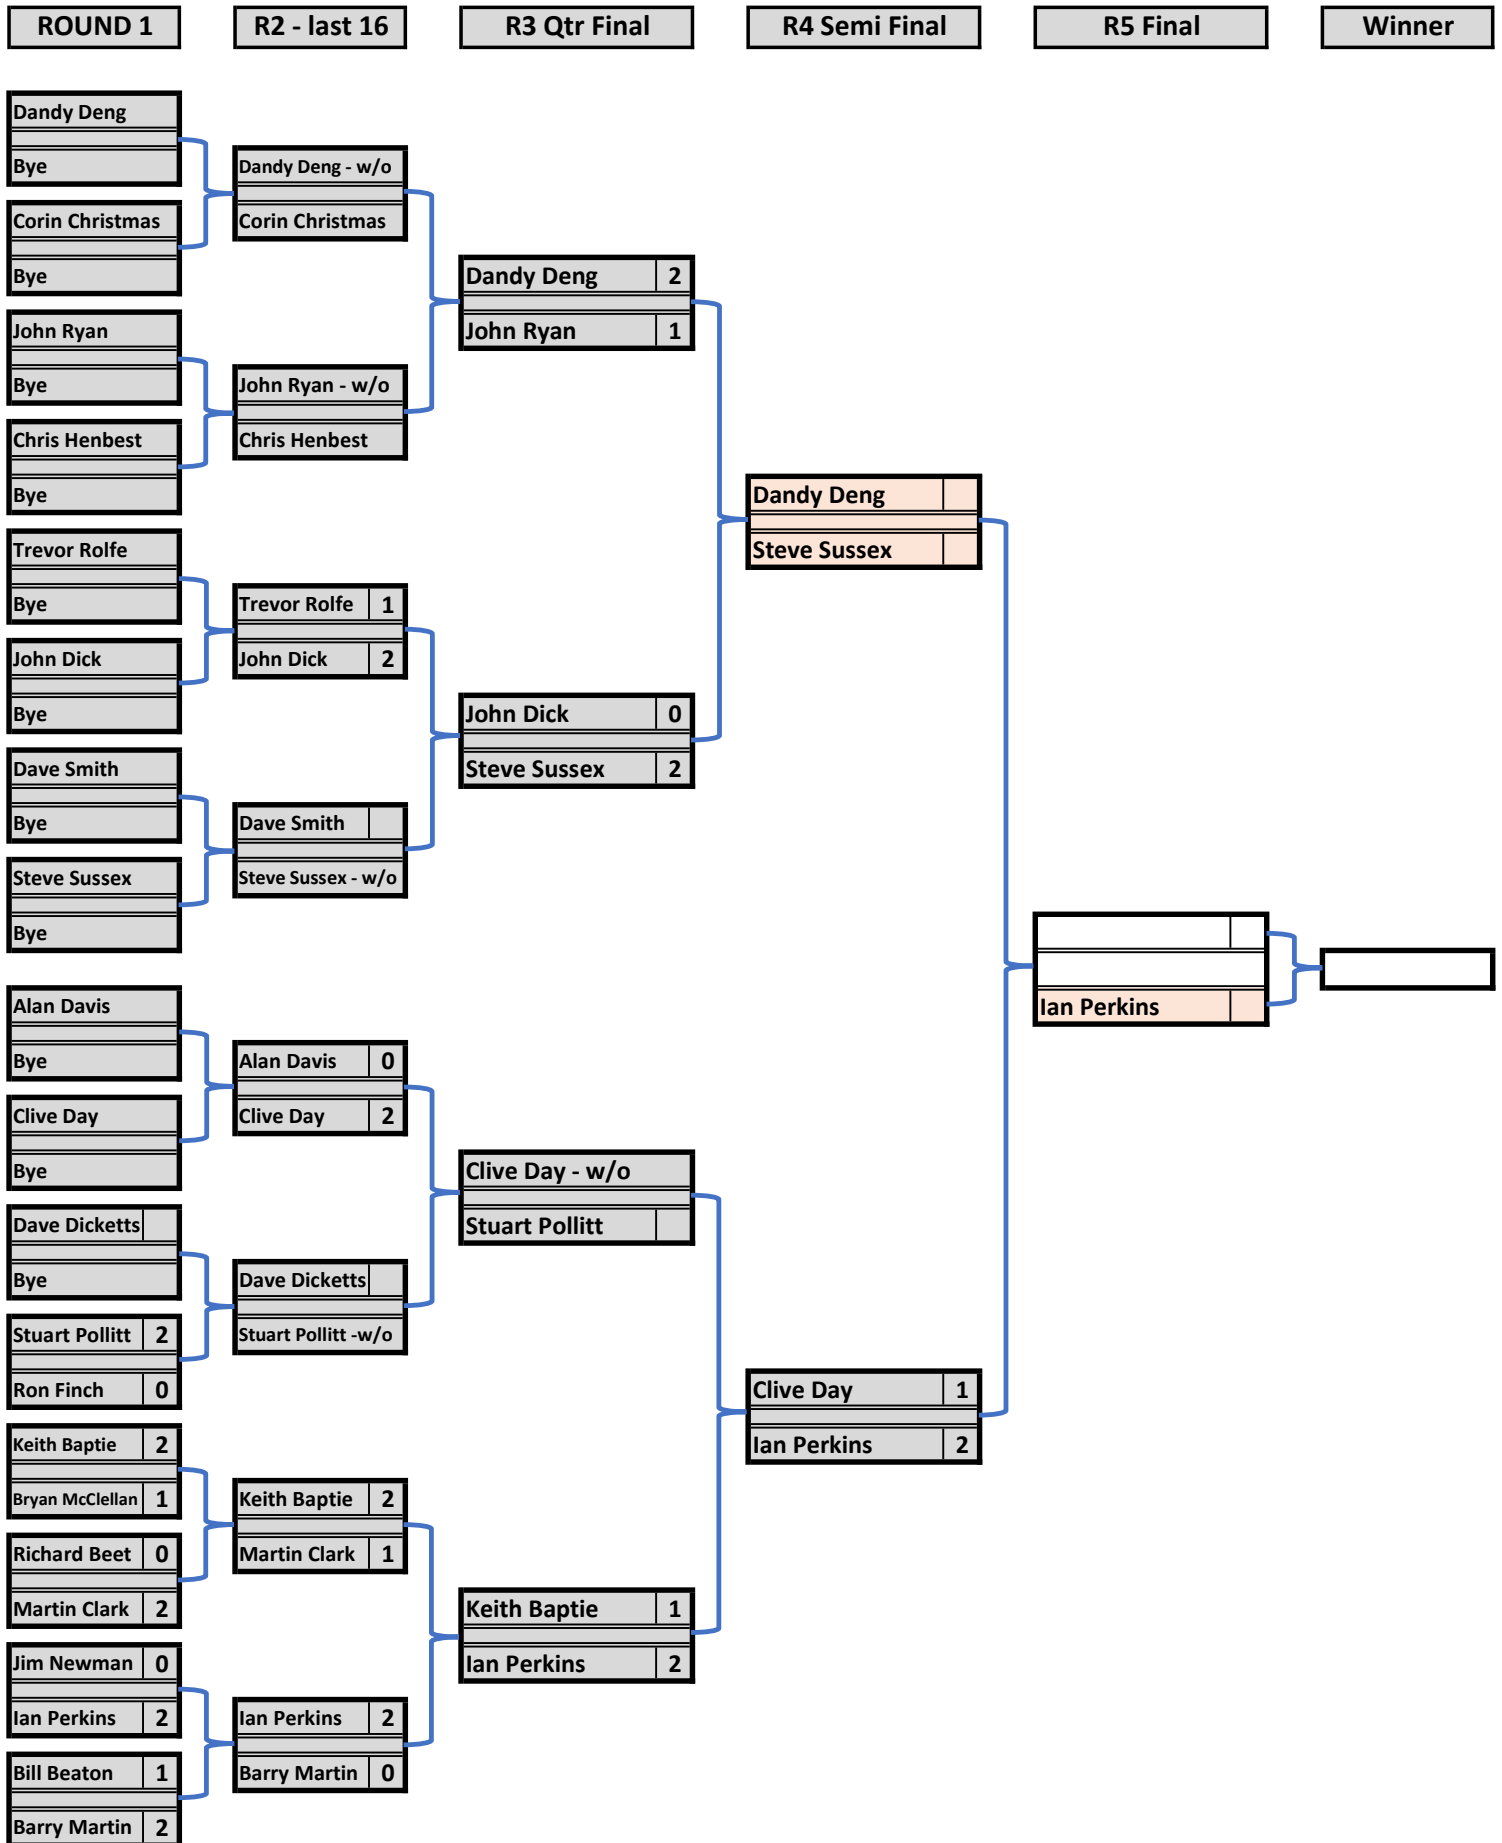 ROUND 1
R2 - last 16
R3 Qtr Final
R4 Semi Final
R5 Final
Winner
Dandy Deng
Bye
Corin Christmas
Bye
John Ryan
Bye
Chris Henbest
Bye
Trevor Rolfe
Bye
John Dick
Bye
Dave Smith
Bye
Steve Sussex
Bye
Alan Davis
Bye
Clive Day
Bye
Dave Dicketts
Bye
Stuart Pollitt 2
Ron Finch 0
Keith Baptie 2
Bryan McClellan 1
Richard Beet 0
Martin Clark 2
Jim Newman 0
Ian Perkins 2
Bill Beaton 1
Barry Martin 2
Dandy Deng - w/o
Corin Christmas
John Ryan - w/o
Chris Henbest
Trevor Rolfe 1
John Dick 2
Dave Smith
Steve Sussex - w/o
Alan Davis 0
Clive Day 2
Dave Dicketts
Stuart Pollitt -w/o
Keith Baptie 2
Martin Clark 1
Ian Perkins 2
Barry Martin 0
Dandy Deng 2
John Ryan 1
John Dick 0
Steve Sussex 2
Clive Day - w/o
Stuart Pollitt
Keith Baptie 1
Ian Perkins 2
Dandy Deng
Steve Sussex
Clive Day 1
Ian Perkins 2
Ian Perkins